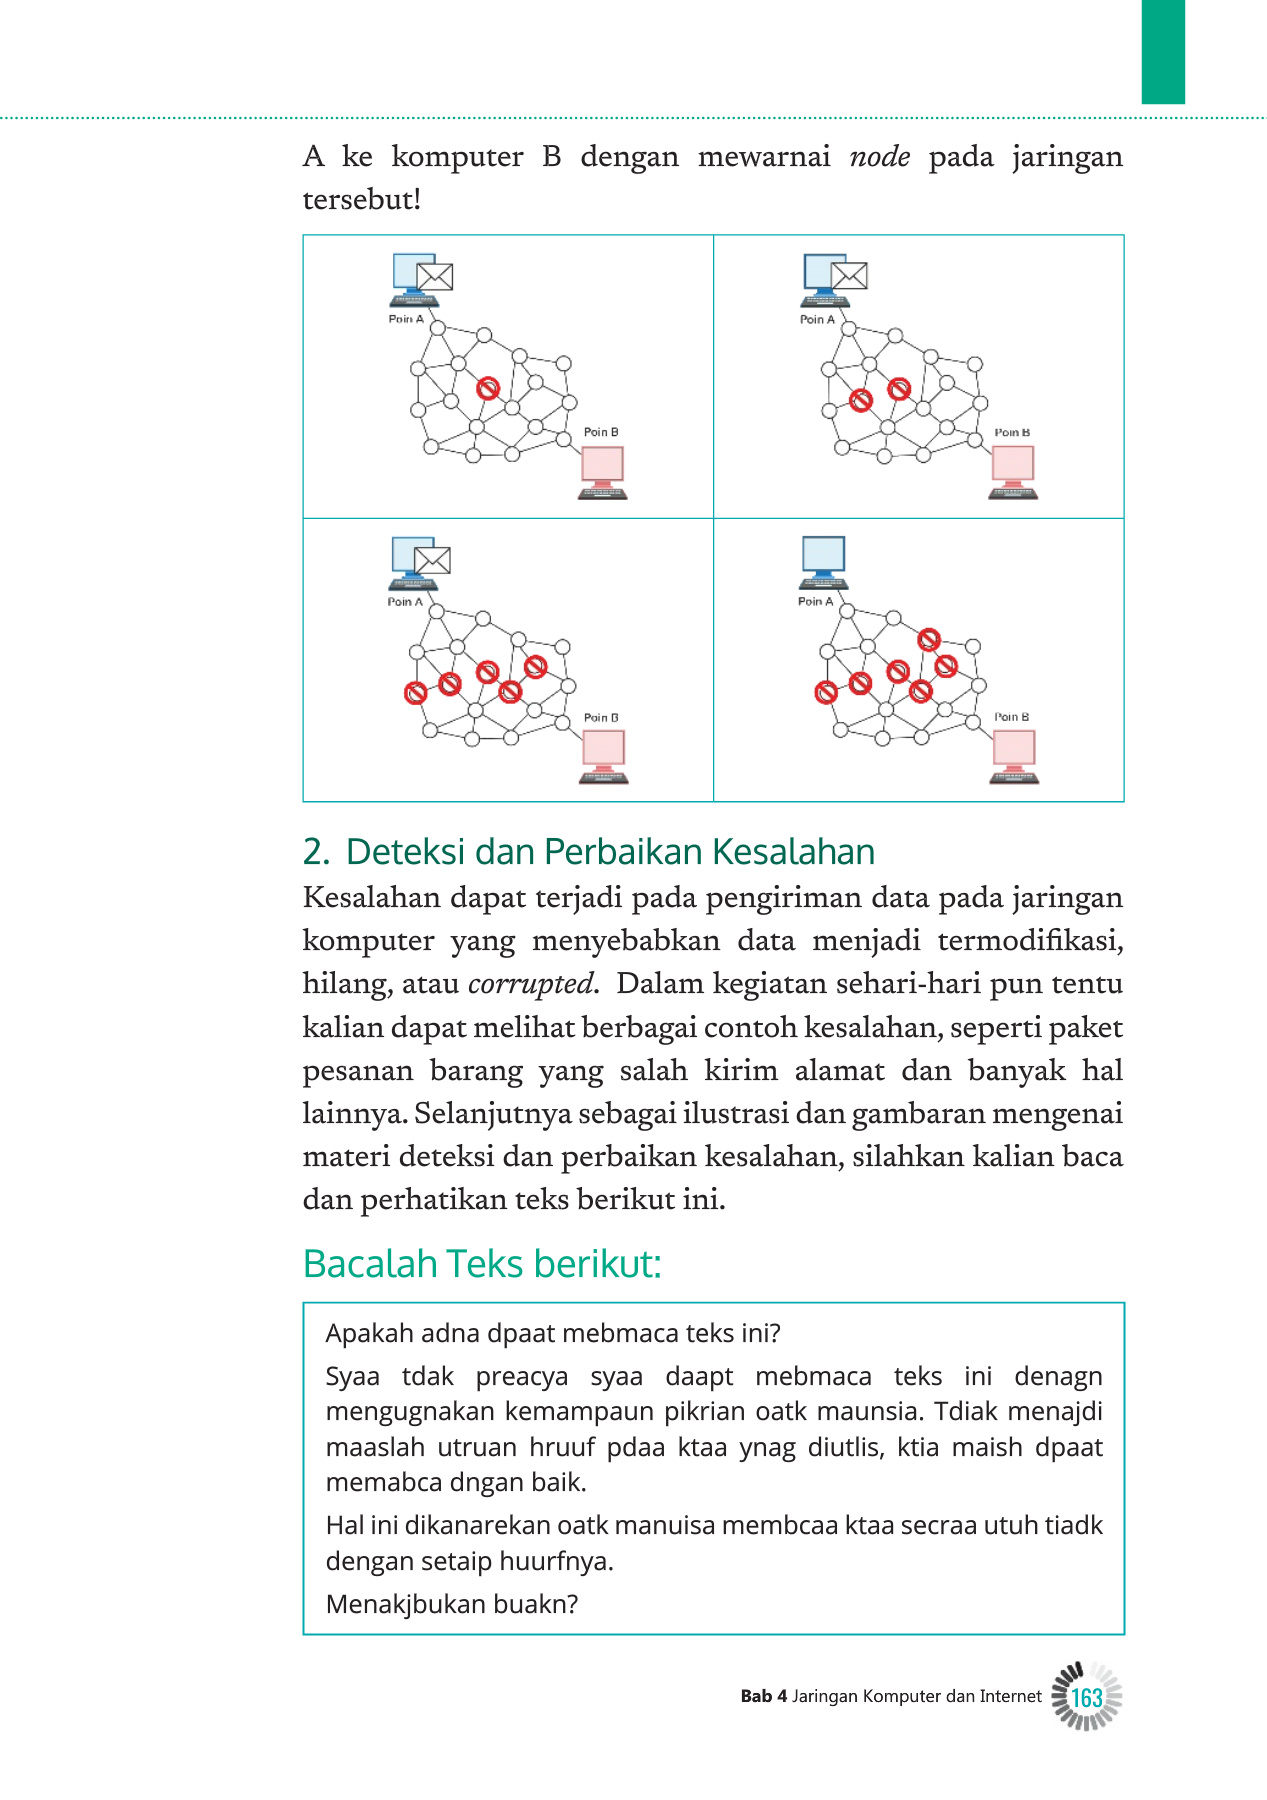 A ke komputer B dengan mewarnai node pada jaringan
tersebut!
Poin A
Poin B
Poin A
Poin B
Poin A
Poin B
Poin A
Poin B
2. Deteksi dan Perbaikan Kesalahan
Kesalahan dapat terjadi pada pengiriman data pada jaringan
komputer yang menyebabkan data menjadi termodifikasi,
hilang, atau corrupted. Dalam kegiatan sehari-hari pun tentu
kalian dapat melihat berbagai contoh kesalahan, seperti paket
pesanan barang yang salah kirim alamat dan banyak hal
lainnya. Selanjutnya sebagai ilustrasi dan gambaran mengenai
materi deteksi dan perbaikan kesalahan, silahkan kalian baca
dan perhatikan teks berikut ini.
Bacalah Teks berikut:
Apakah adna dpaat mebmaca teks ini?
Syaa tdak preacya syaa daapt mebmaca teks ini denagn
mengugnakan kemampaun pikrian oatk maunsia. Tdiak menajdi
maaslah utruan hruuf pdaa ktaa ynag diutlis, ktia maish dpaat
memabca dngan baik.
Hal ini dikanarekan oatk manuisa membcaa ktaa secraa utuh tiadk
dengan setaip huurfnya.
Menakjbukan buakn?
Bab 4 Jaringan Komputer dan Internet 163